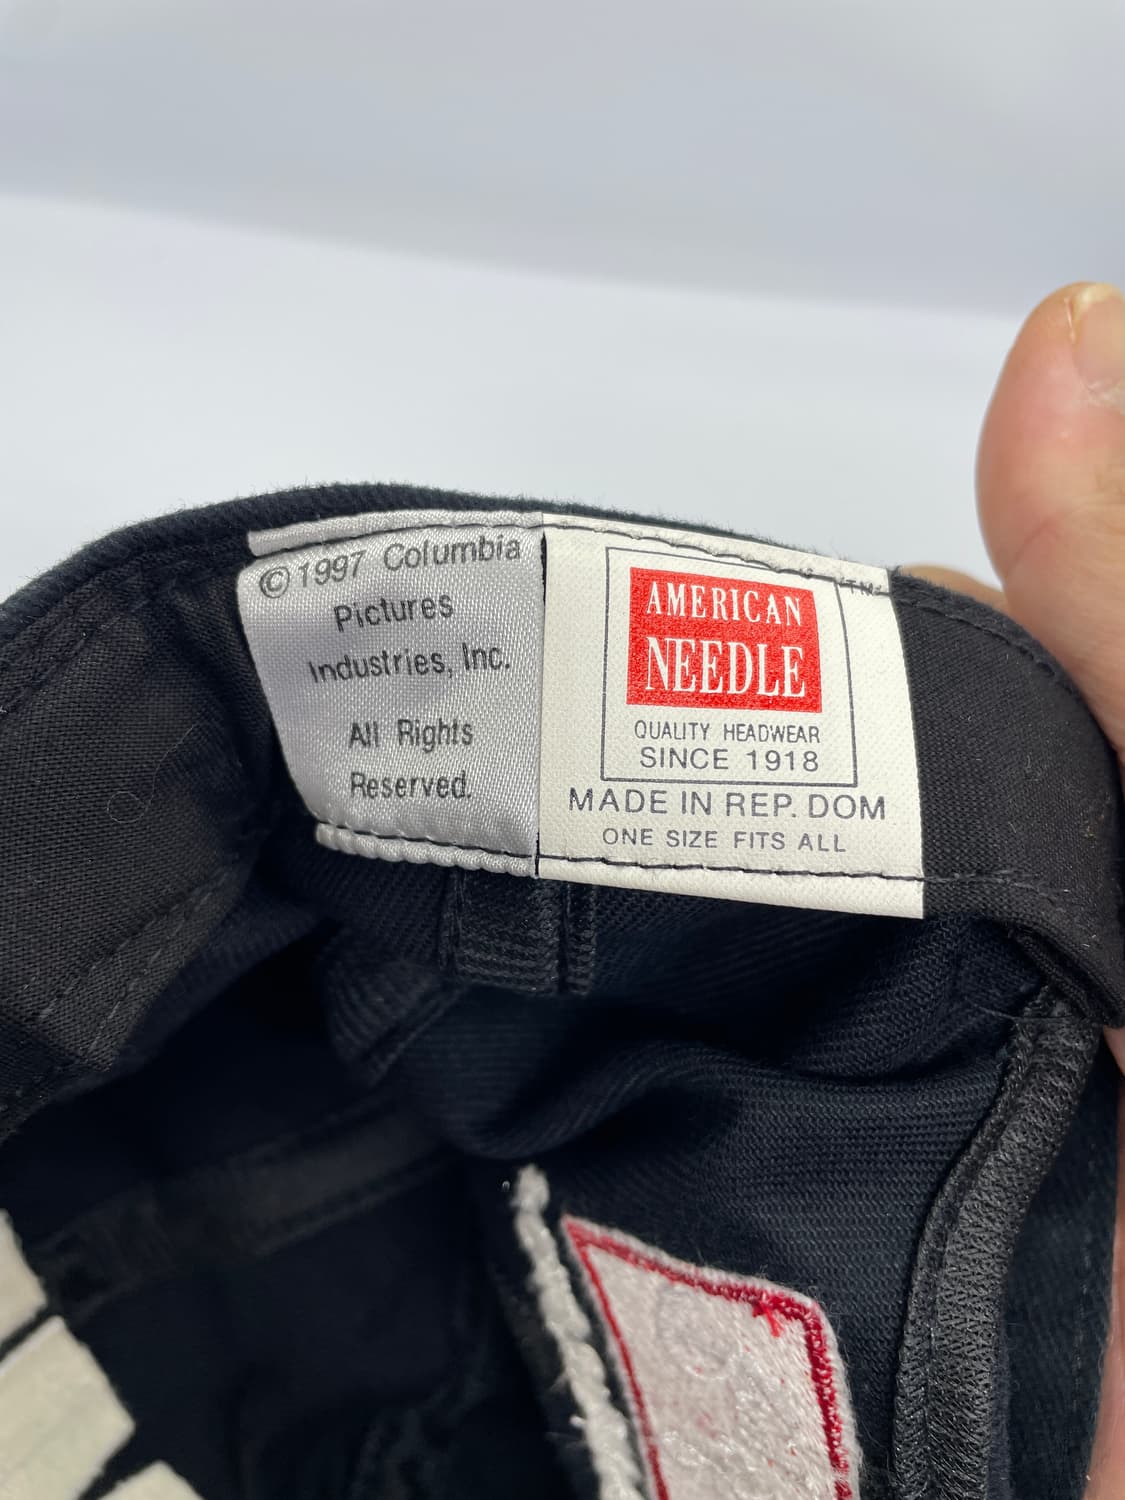 © 1997 Columbia
Pictures
Industries, Inc.
All Rights
Reserved.
TM
AMERICAN
NEEDLE
QUALITY HEADWEAR
SINCE 1918
MADE IN REP. DOM
ONE SIZE FITS ALL